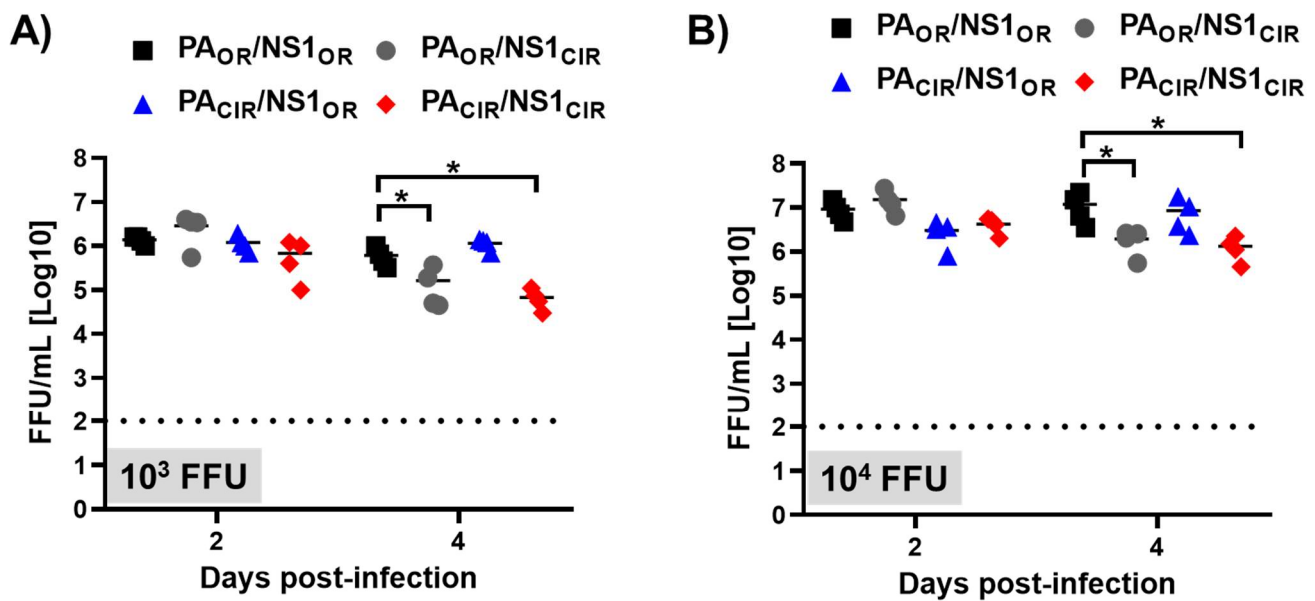 A)
PAOR/NS1OR PAOR/NS1CIR
PACIR/NS1OR PACIR/NS1CIR
FFU/mL [Log10]
8
7
6
5
4
3
2
1
0
*
*
10³ FFU
2 4
Days post-infection
B)
PAOR/NS1OR PAOR/NS1CIR
PACIR/NS1OR PACIR/NS1CIR
FFU/mL [Log10]
8
7
6
5
4
3
2
1
0
*
*
10⁴ FFU
2 4
Days post-infection